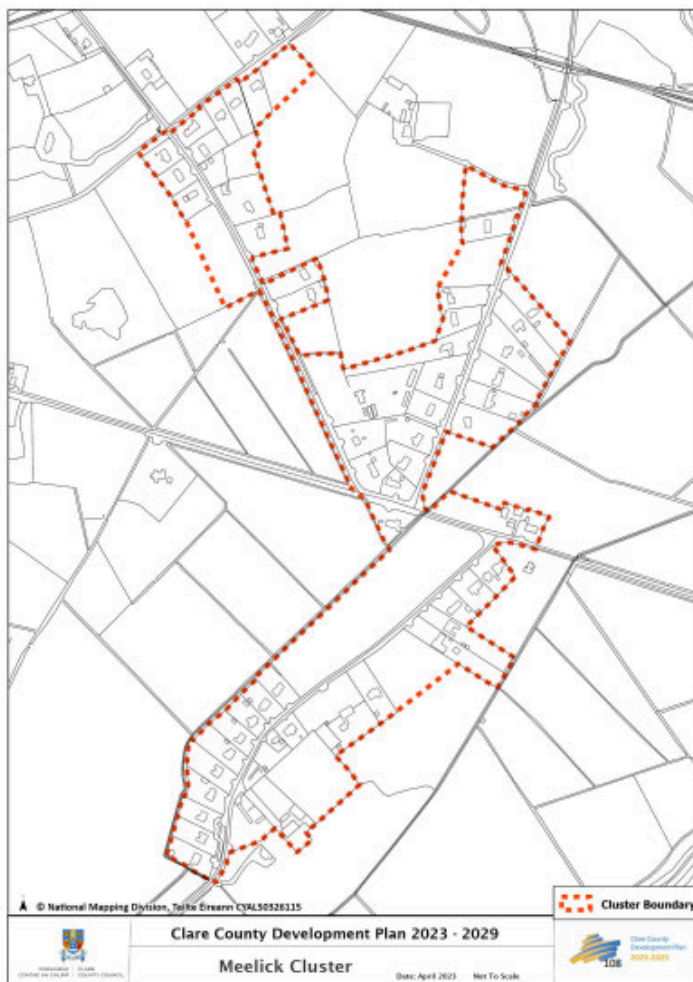 © National Mapping Division, Tailte Éireann CYAL50326115
Cluster Boundary
Clare County Development Plan 2023 - 2029
Meelick Cluster
Date: April 2023 Not To Scale
CLARE
COUNTY COUNCIL
Clare County
Development Plan
2023-2029
108